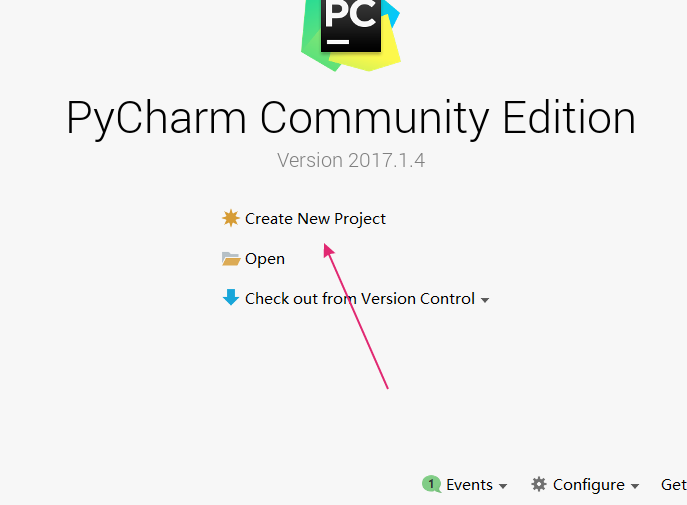 PC
PyCharm Community Edition
Version 2017.1.4
Create New Project
Open
Check out from Version Control
1 Events Configure Get